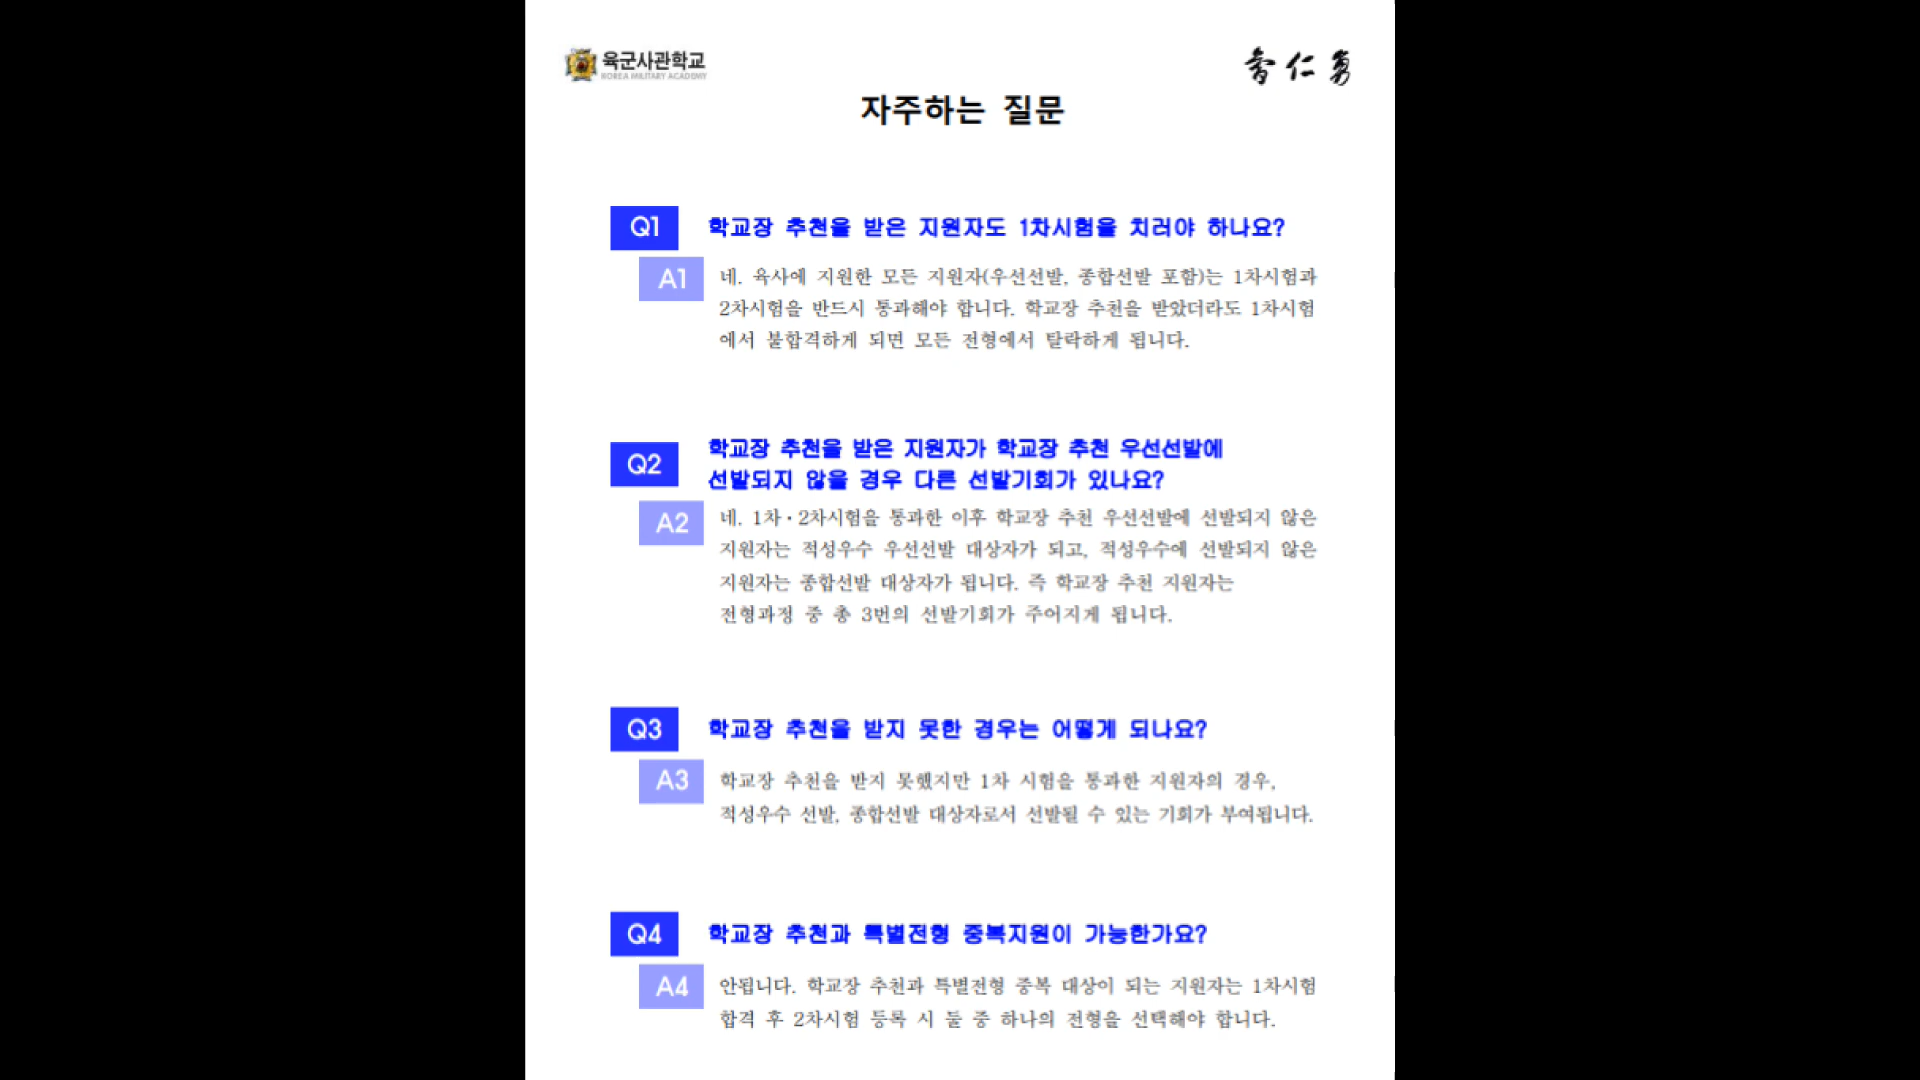 육군사관학교
KOREA MILITARY ACADEMY
智 仁 勇
자주하는 질문
Q1 학교장 추천을 받은 지원자도 1차시험을 치러야 하나요?
A1 네. 육사에 지원한 모든 지원자(우선선발, 종합선발 포함)는 1차시험과
2차시험을 반드시 통과해야 합니다. 학교장 추천을 받았더라도 1차시험
에서 불합격하게 되면 모든 전형에서 탈락하게 됩니다.
Q2 학교장 추천을 받은 지원자가 학교장 추천 우선선발에
선발되지 않을 경우 다른 선발기회가 있나요?
A2 네. 1차·2차시험을 통과한 이후 학교장 추천 우선선발에 선발되지 않은
지원자는 적성우수 우선선발 대상자가 되고, 적성우수에 선발되지 않은
지원자는 종합선발 대상자가 됩니다. 즉 학교장 추천 지원자는
전형과정 중 총 3번의 선발기회가 주어지게 됩니다.
Q3 학교장 추천을 받지 못한 경우는 어떻게 되나요?
A3 학교장 추천을 받지 못했지만 1차 시험을 통과한 지원자의 경우,
적성우수 선발, 종합선발 대상자로서 선발될 수 있는 기회가 부여됩니다.
Q4 학교장 추천과 특별전형 중복지원이 가능한가요?
A4 안됩니다. 학교장 추천과 특별전형 중복 대상이 되는 지원자는 1차시험
합격 후 2차시험 등록 시 둘 중 하나의 전형을 선택해야 합니다.